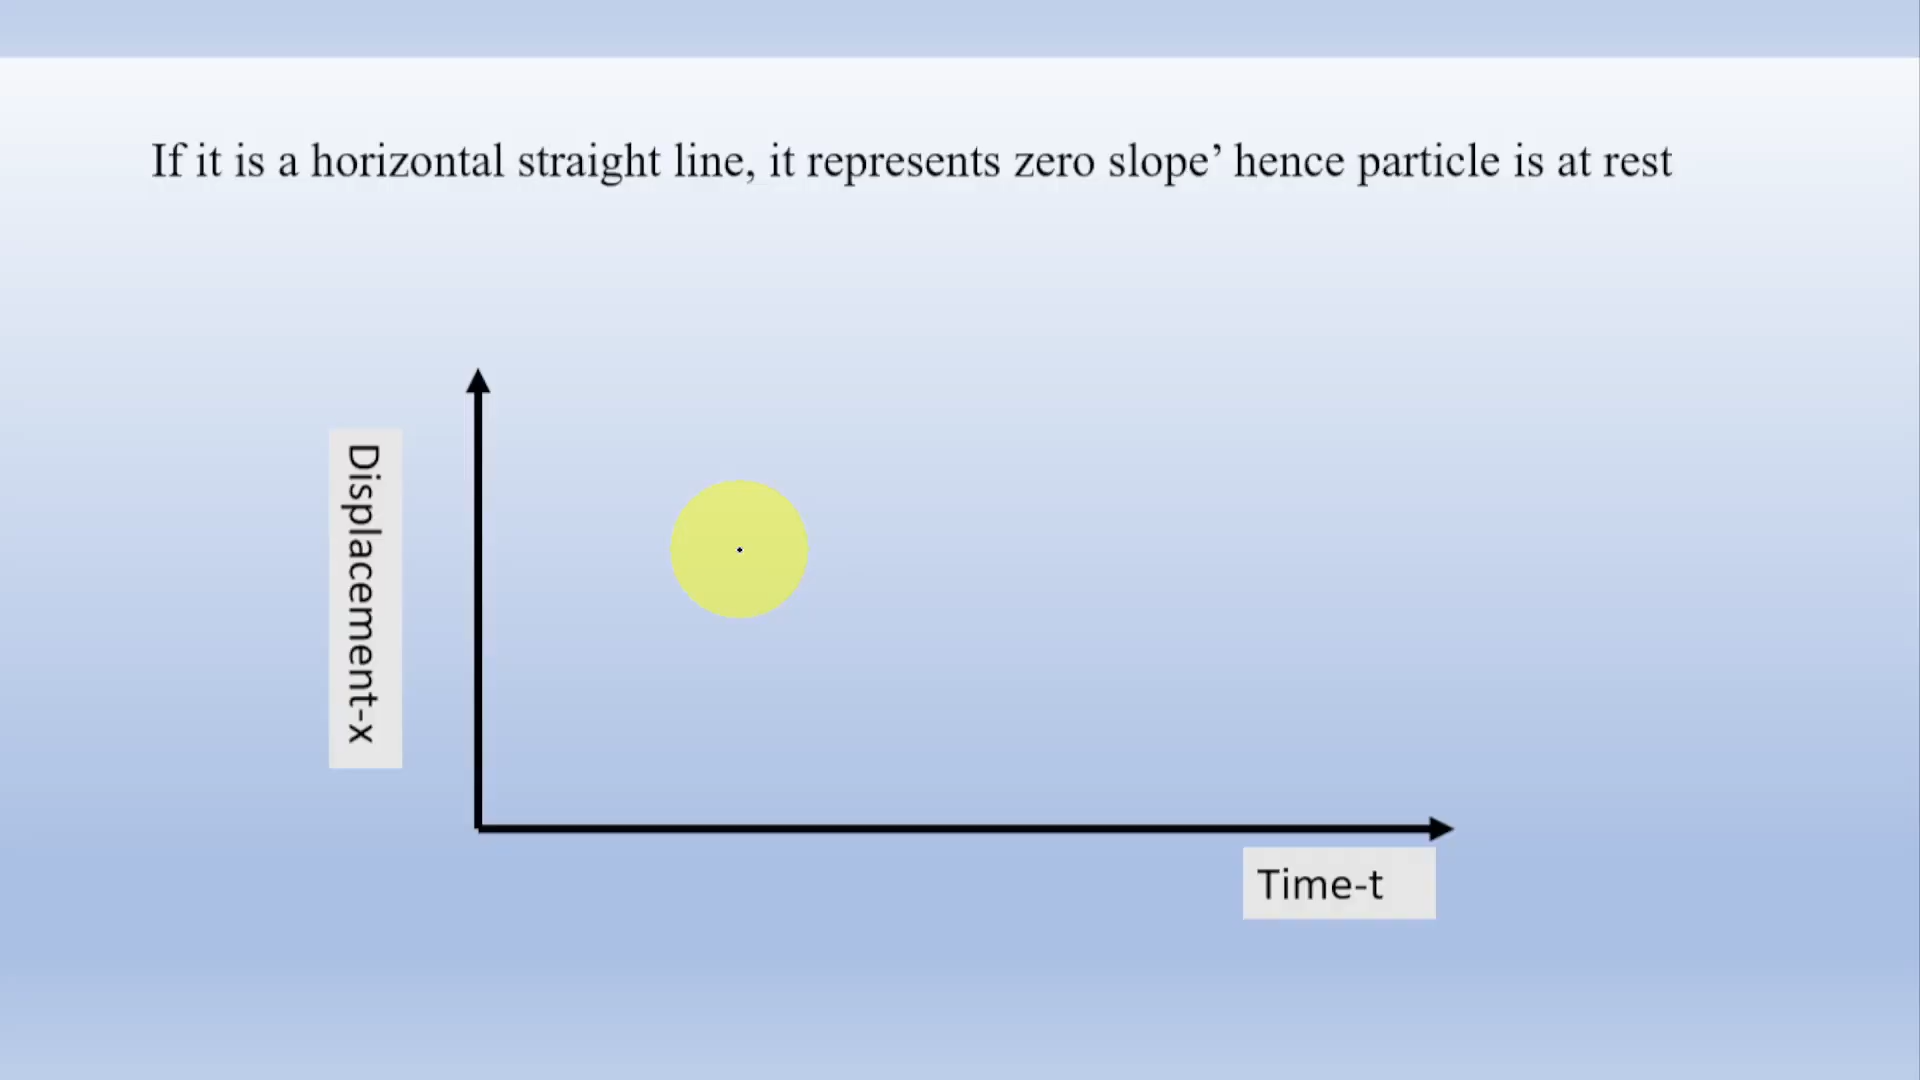 If it is a horizontal straight line, it represents zero slope’ hence particle is at rest
Displacement-x
Time-t